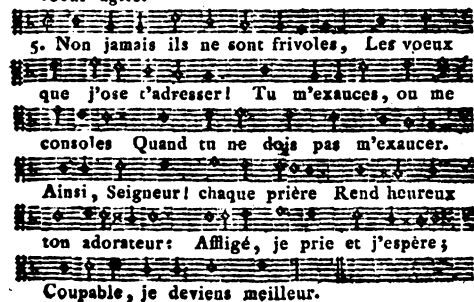 5. Non jamais ils ne sont frivoles, Les voeux
que j'ose t'adresser! Tu m'exauces, ou me
consoles Quand tu ne dois pas m'exaucer.
Ainsi, Seigneur! chaque prière Rend heureux
ton adorateur: Affligé, je prie et j'espère;
Coupable, je deviens meilleur.